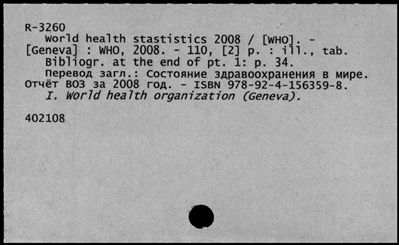 R-3260
World health stastistics 2008 / [WHO]. -
[Geneva] : WHO, 2008. - 110, [2] p. : ill., tab.
Bibliogr. at the end of pt. 1: p. 34.
Перевод загл.: Состояние здравоохранения в мире.
Отчёт ВОЗ за 2008 год. - ISBN 978-92-4-156359-8.
I. World health organization (Geneva).
402108